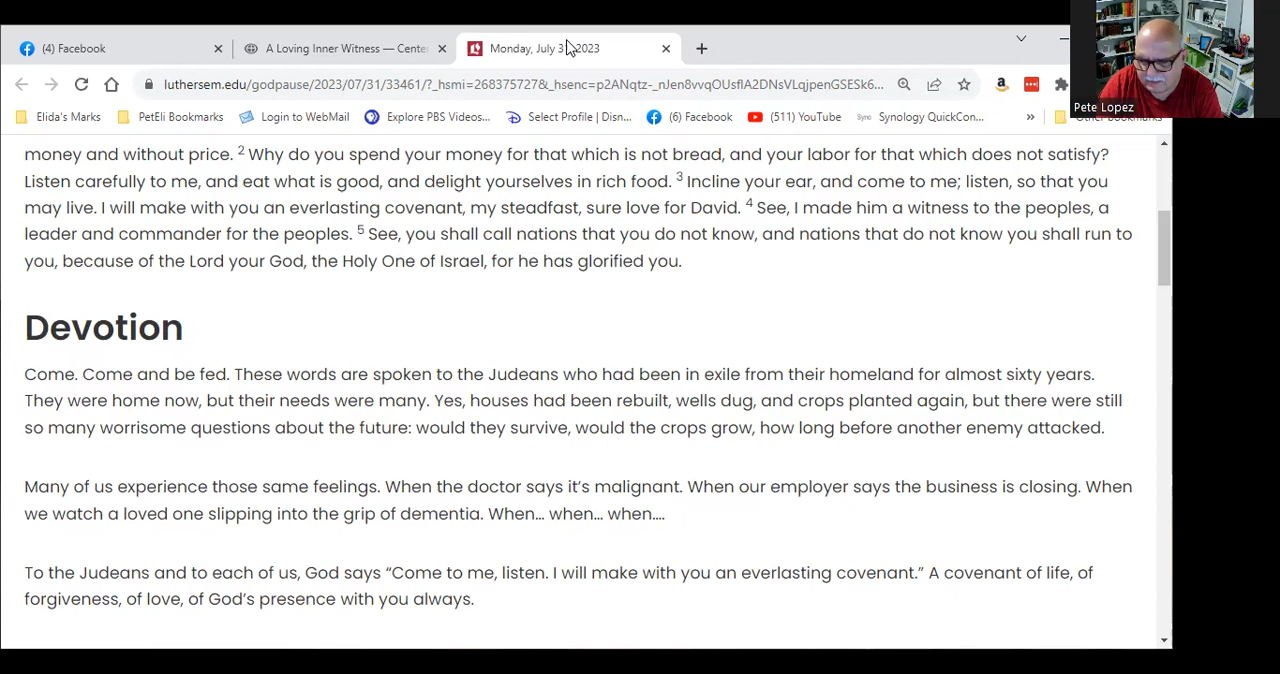 (4) Facebook
A Loving Inner Witness — Cente
Monday, July 3 2023
luthersem.edu/godpause/2023/07/31/33461/?_hsmi=268375727&_hsenc=p2ANqtz-_nJen8vvqOUsflA2DNsVLqjpenGSESk6...
Pete Lopez
Elida's Marks
PetEli Bookmarks
Login to WebMail
Explore PBS Videos...
Select Profile | Disn...
(6) Facebook
(511) YouTube
Synology QuickCon...
»
Other Bookmarks
money and without price. 2 Why do you spend your money for that which is not bread, and your labor for that which does not satisfy?
Listen carefully to me, and eat what is good, and delight yourselves in rich food. 3 Incline your ear, and come to me; listen, so that you
may live. I will make with you an everlasting covenant, my steadfast, sure love for David. 4 See, I made him a witness to the peoples, a
leader and commander for the peoples. 5 See, you shall call nations that you do not know, and nations that do not know you shall run to
you, because of the Lord your God, the Holy One of Israel, for he has glorified you.
Devotion
Come. Come and be fed. These words are spoken to the Judeans who had been in exile from their homeland for almost sixty years.
They were home now, but their needs were many. Yes, houses had been rebuilt, wells dug, and crops planted again, but there were still
so many worrisome questions about the future: would they survive, would the crops grow, how long before another enemy attacked.
Many of us experience those same feelings. When the doctor says it's malignant. When our employer says the business is closing. When
we watch a loved one slipping into the grip of dementia. When... when... when....
To the Judeans and to each of us, God says “Come to me, listen. I will make with you an everlasting covenant.” A covenant of life, of
forgiveness, of love, of God's presence with you always.